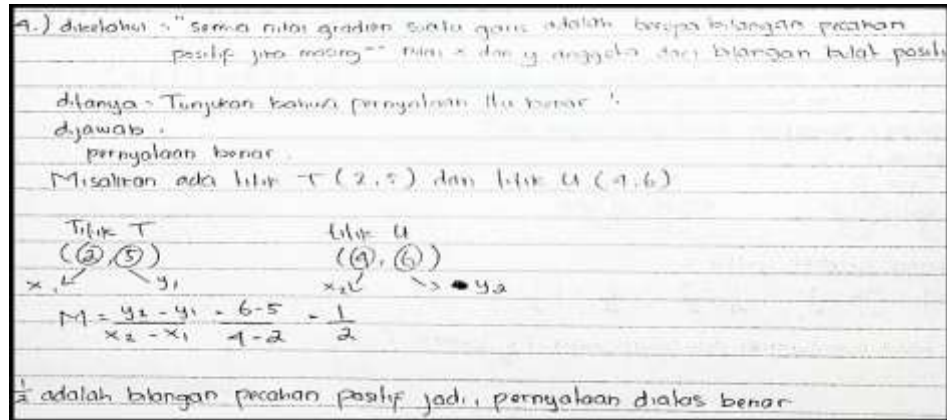 4.) diketahui : "semua nilai gradien suatu garis adalah berupa bilangan pecahan
positif jika masing-" nilai x dan y anggota dari bilangan bulat positi
ditanya : Tunjukan bahwa pernyataan itu benar !
dijawab :
pernyataan benar.
Misalkan ada titik T (2,5) dan titik U (4,6)
Titik T titik U
(2,5) (4,6)
x₁ y₁ x₂ y₂
M = y₂ - y₁ / x₂ - x₁ = 6-5 / 4-2 = 1/2
1/2 adalah bilangan pecahan positif jadi, pernyataan diatas benar